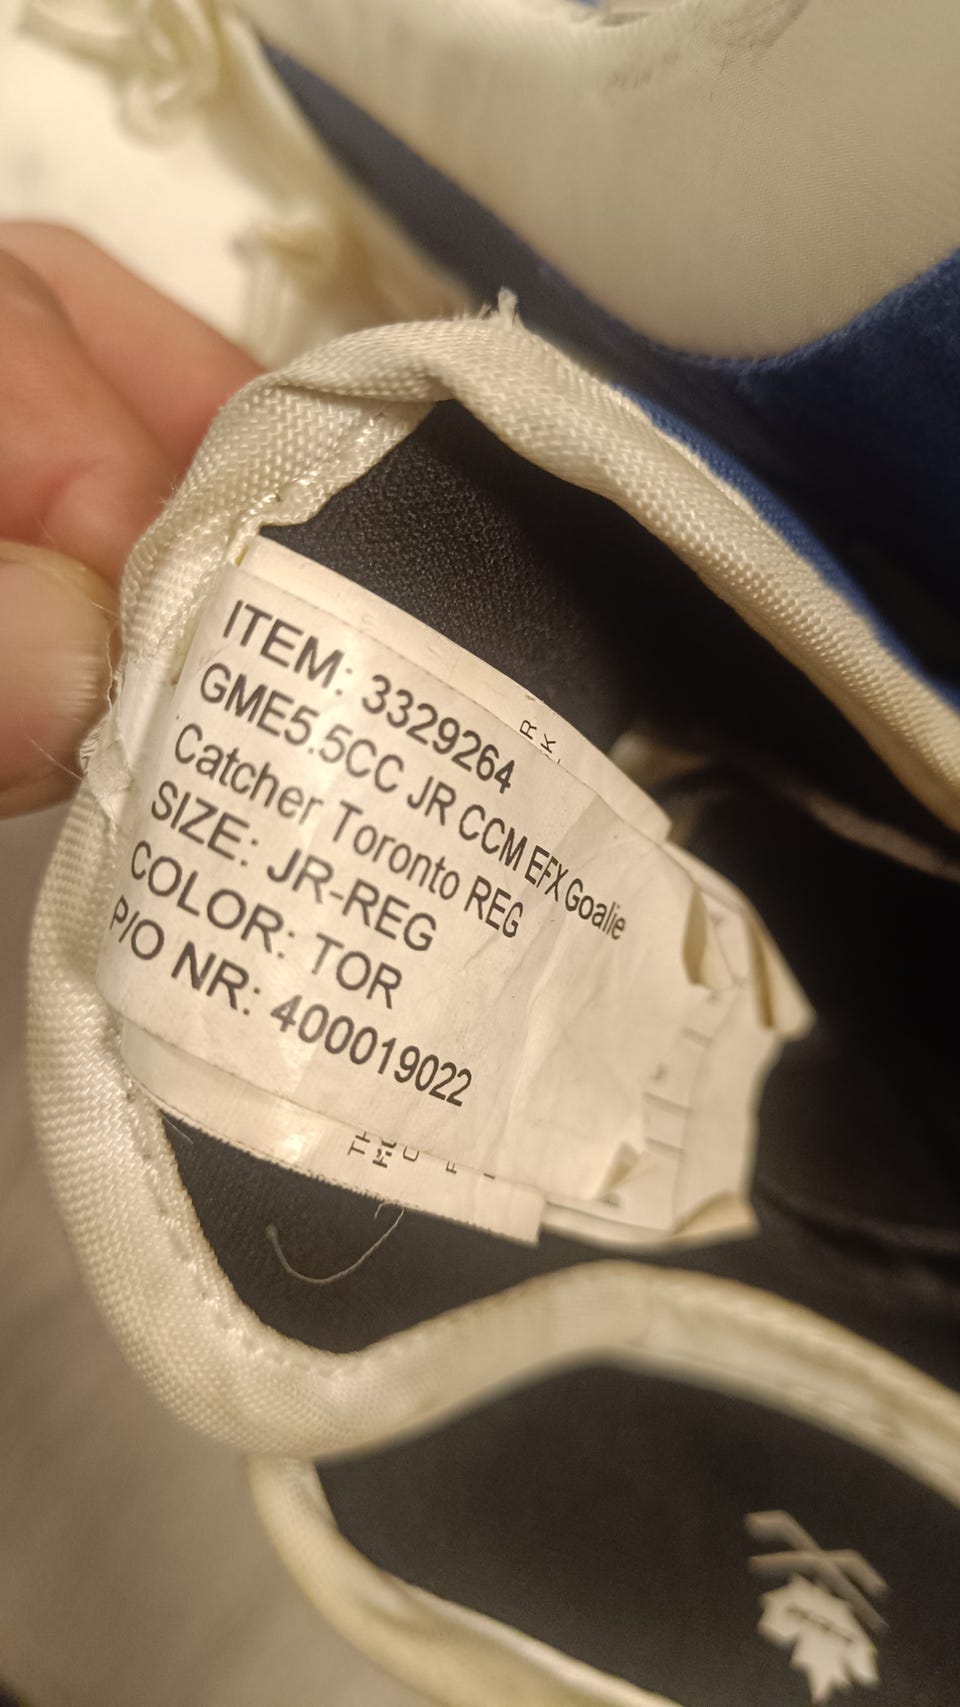 ITEM: 3329264
GME5.5CC JR CCM EFX Goalie
Catcher Toronto REG
SIZE: JR-REG
COLOR: TOR
P/O NR: 400019022